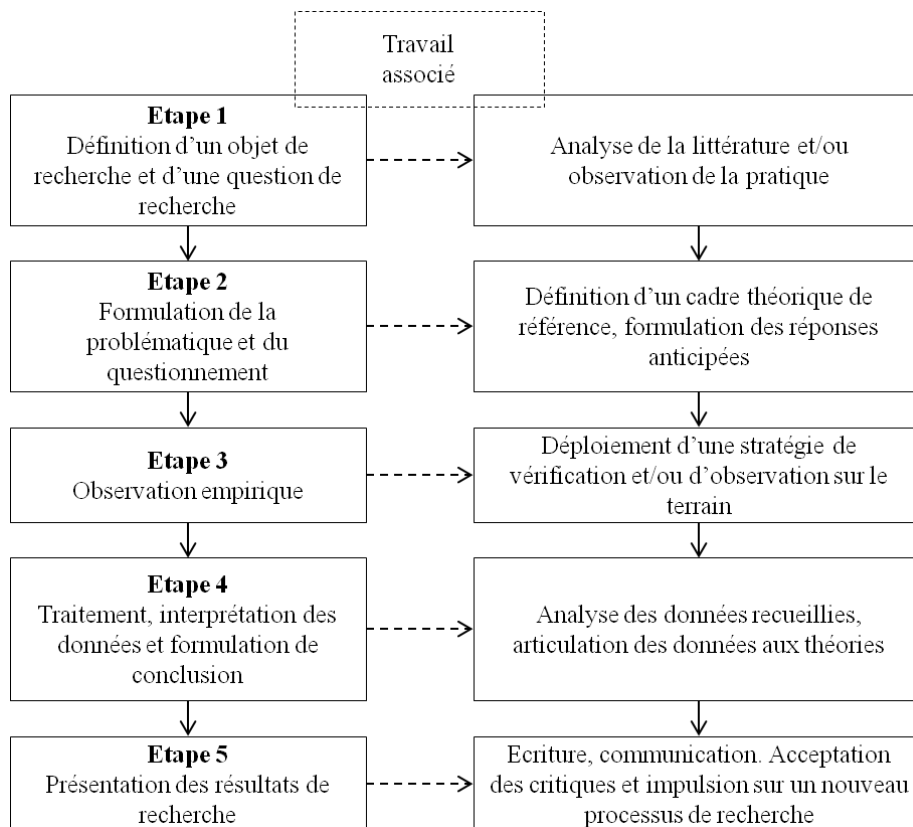 Travail
associé
Etape 1
Définition d’un objet de
recherche et d’une question de
recherche
Analyse de la littérature et/ou
observation de la pratique
Etape 2
Formulation de la
problématique et du
questionnement
Définition d’un cadre théorique de
référence, formulation des réponses
anticipées
Etape 3
Observation empirique
Déploiement d’une stratégie de
vérification et/ou d’observation sur le
terrain
Etape 4
Traitement, interprétation des
données et formulation de
conclusion
Analyse des données recueillies,
articulation des données aux théories
Etape 5
Présentation des résultats de
recherche
Ecriture, communication. Acceptation
des critiques et impulsion sur un nouveau
processus de recherche